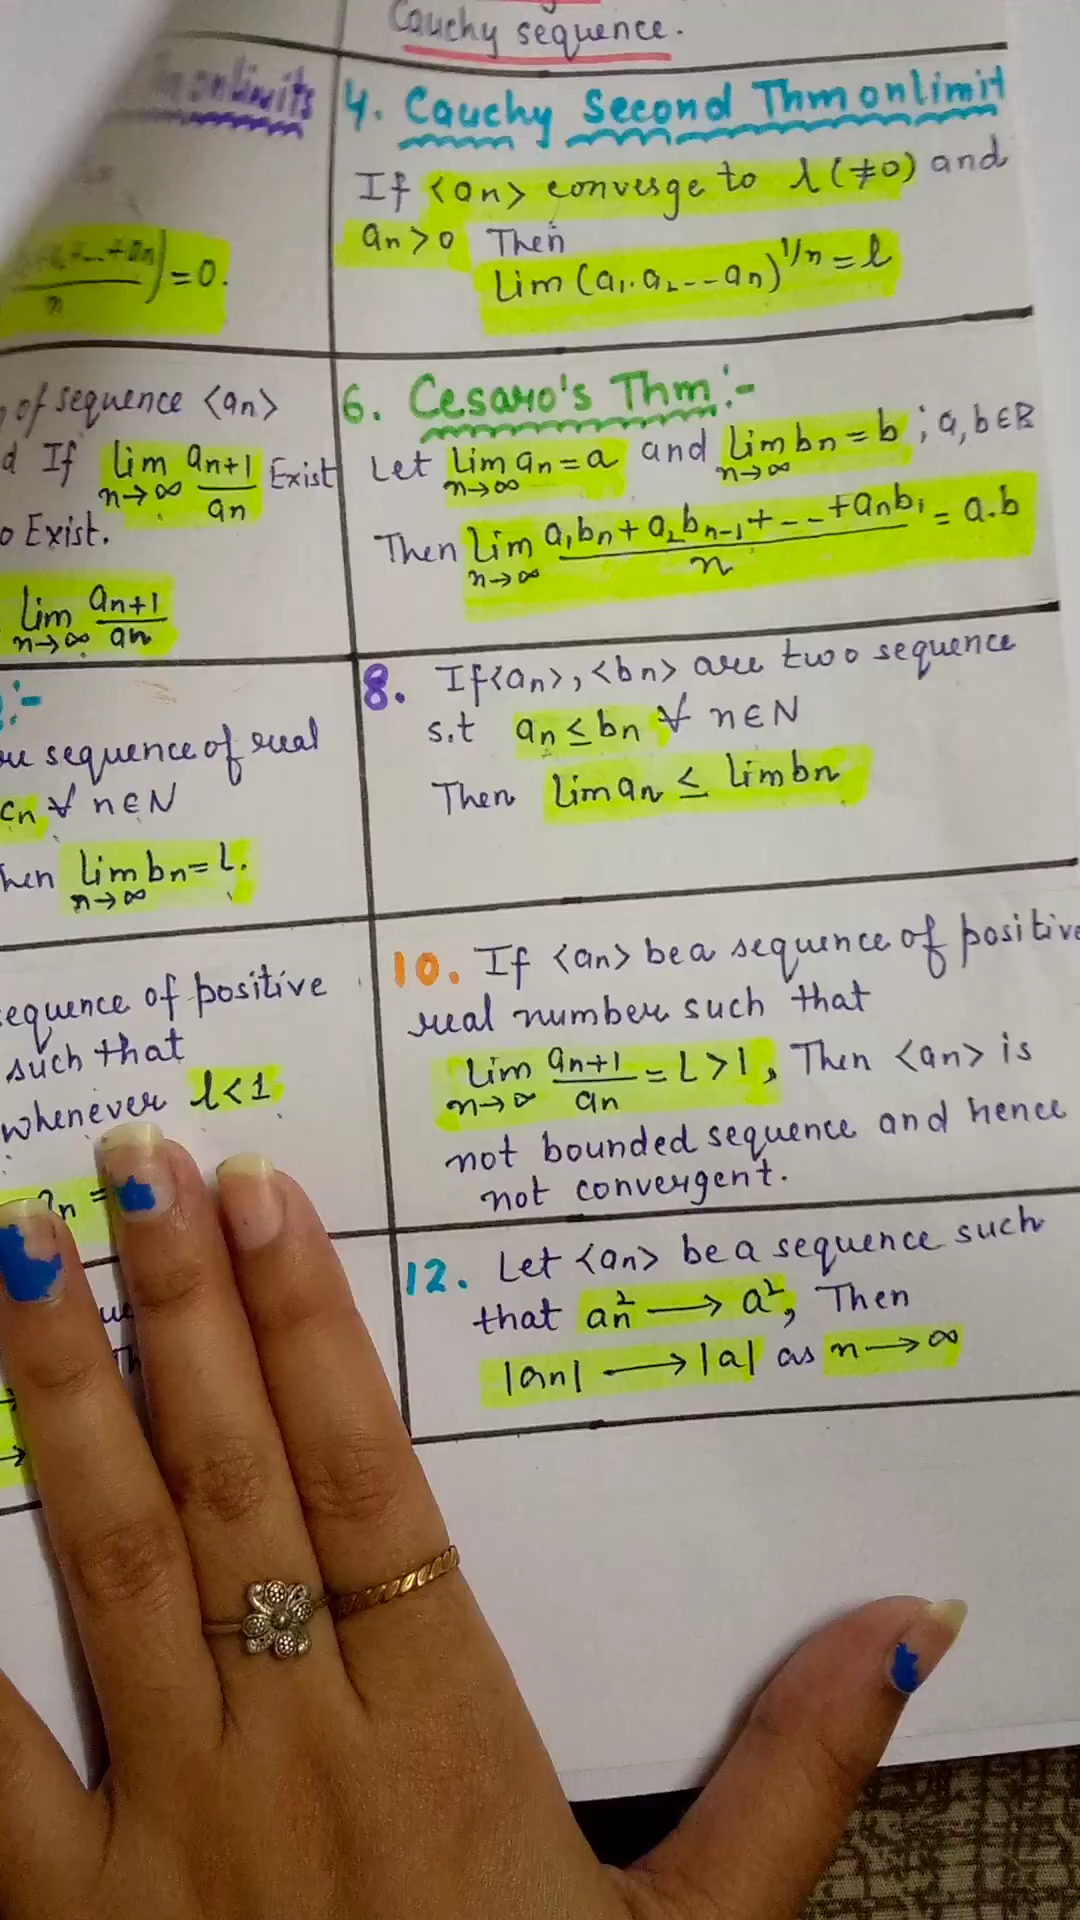 Cauchy sequence.
on limits
4. Cauchy Second Thm on limit
If <an> converge to l (≠0) and
an>0 Then
lim (a1.a2---an)^1/n = l
+---+an) = 0.
n
of sequence <an>
If lim n→∞ an+1/an Exist
Exist.
lim n→∞ an+1/an
6. Cesaro's Thm:-
Let lim n→∞ an = a and lim n→∞ bn = b ; a, b ∈ R
Then lim n→∞ a1bn + a2bn-1 + --- + anb1 / n = a.b
:-
sequence of real
cn ∀ n∈N
lim n→∞ bn = L.
8. If <an>, <bn> are two sequence
s.t an ≤ bn ∀ n∈N
Then lim an ≤ lim bn
sequence of positive
such that
whenever l<1
an =
10. If <an> be a sequence of positive
real number such that
lim n→∞ an+1/an = L>1, Then <an> is
not bounded sequence and hence
not convergent.
12. Let <an> be a sequence such
that an² → a², Then
|an| → |a| as n→∞